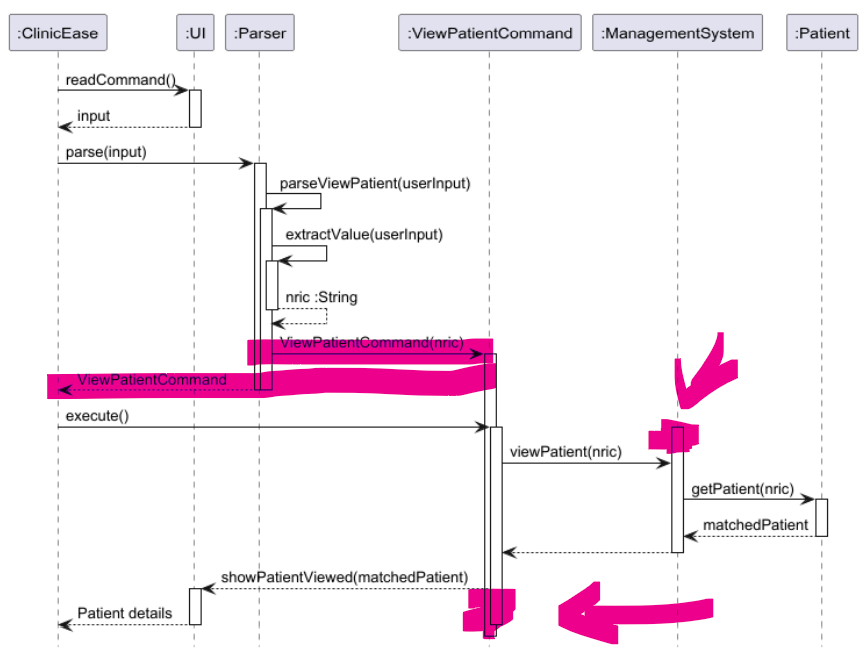 :ClinicEase :UI :Parser :ViewPatientCommand :ManagementSystem :Patient
readCommand()
input
parse(input)
parseViewPatient(userInput)
extractValue(userInput)
nric :String
ViewPatientCommand(nric)
ViewPatientCommand
execute()
viewPatient(nric)
getPatient(nric)
matchedPatient
showPatientViewed(matchedPatient)
Patient details